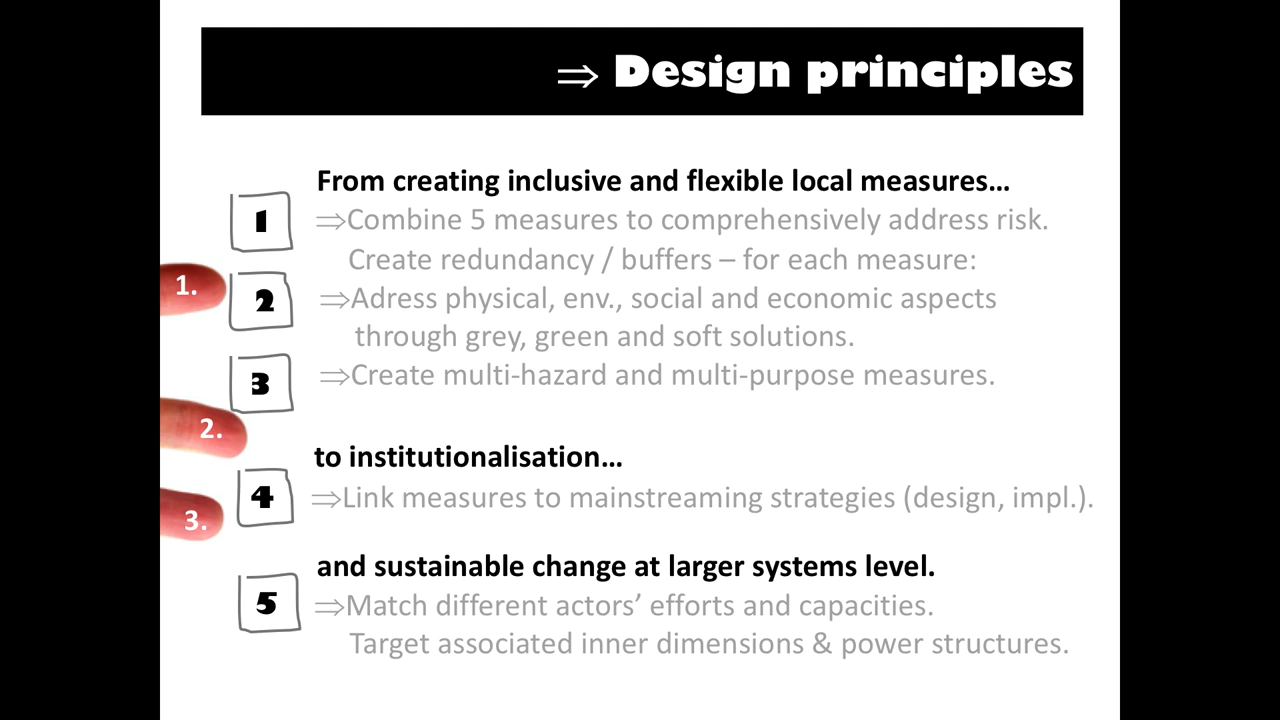 ⇒ Design principles
From creating inclusive and flexible local measures…
1 ⇒Combine 5 measures to comprehensively address risk.
Create redundancy / buffers – for each measure:
1. 2 ⇒Adress physical, env., social and economic aspects
through grey, green and soft solutions.
3 ⇒Create multi-hazard and multi-purpose measures.
2.
to institutionalisation…
4 ⇒Link measures to mainstreaming strategies (design, impl.).
3.
and sustainable change at larger systems level.
5 ⇒Match different actors’ efforts and capacities.
Target associated inner dimensions & power structures.